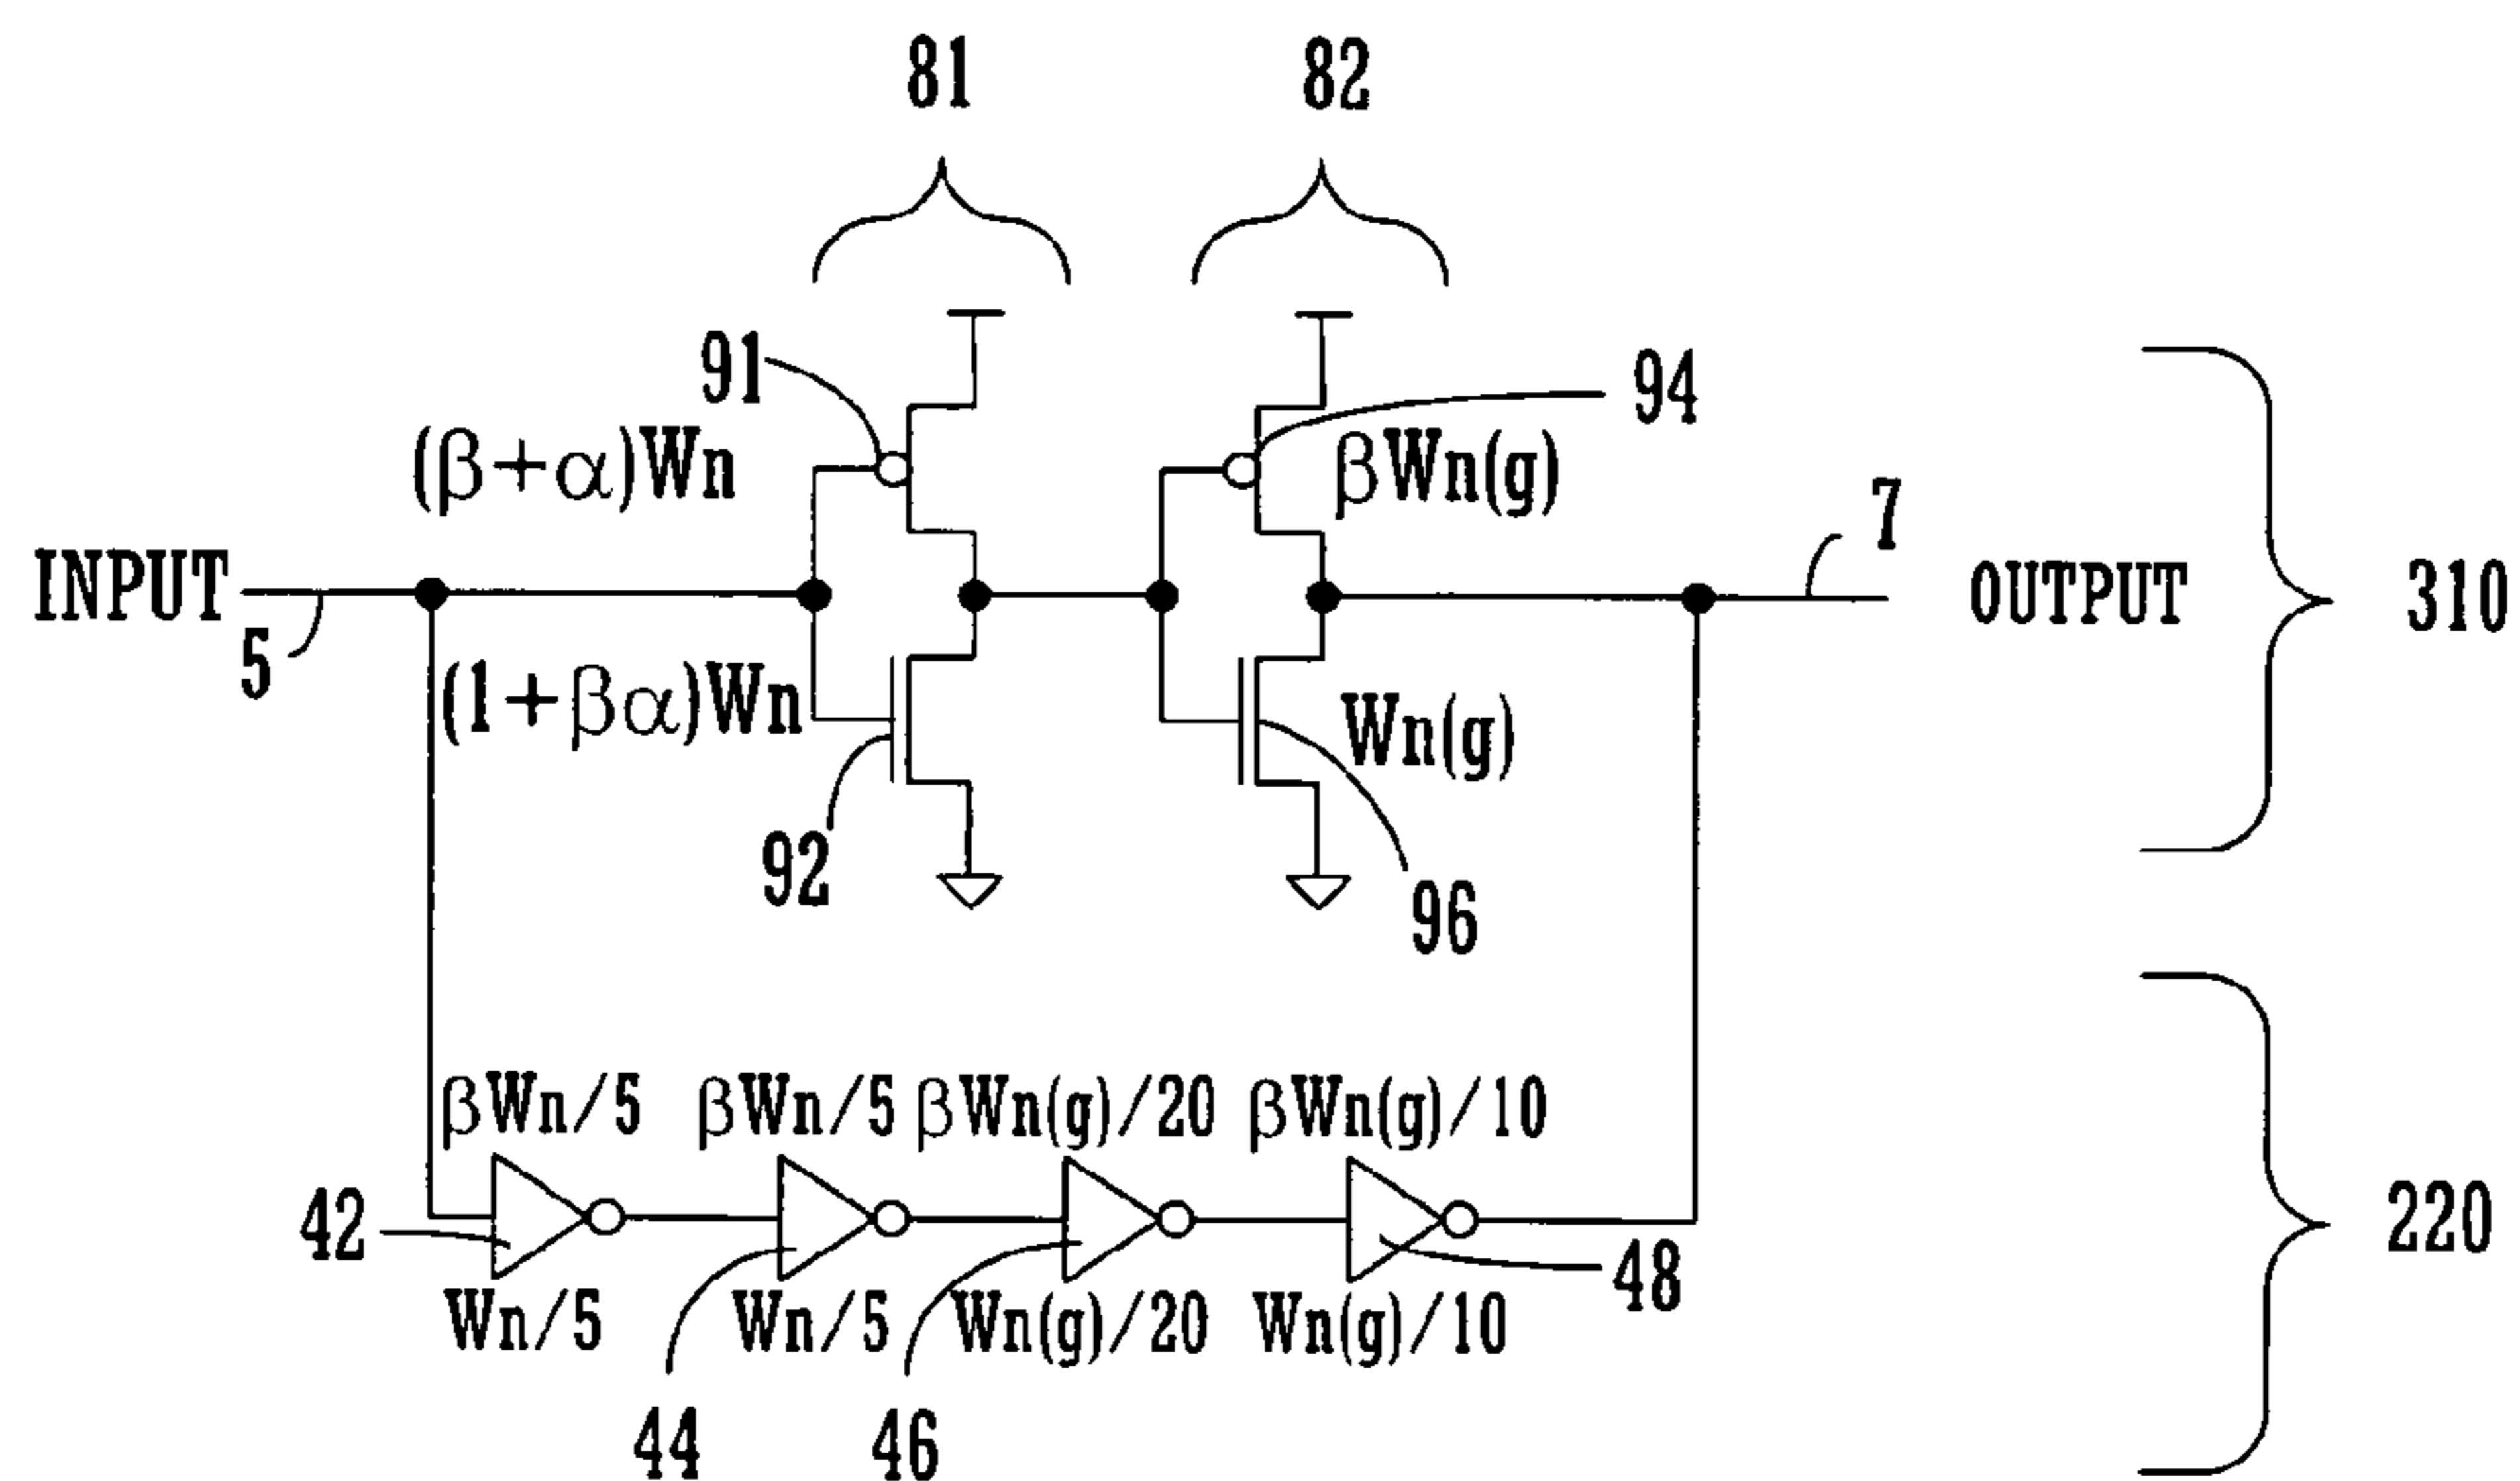 81 82
91 94
(β+α)Wn βWn(g)
7
INPUT OUTPUT 310
5
(1+βα)Wn Wn(g)
92 96
βWn/5 βWn/5 βWn(g)/20 βWn(g)/10
42 220
48
Wn/5 Wn/5 Wn(g)/20 Wn(g)/10
44 46